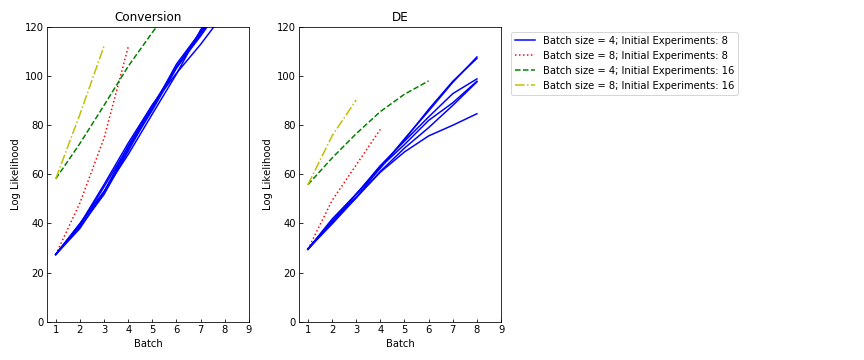 Conversion
DE
Batch size = 4; Initial Experiments: 8
Batch size = 8; Initial Experiments: 8
Batch size = 4; Initial Experiments: 16
Batch size = 8; Initial Experiments: 16
Log Likelihood
120
100
80
60
40
20
0
1 2 3 4 5 6 7 8 9
Batch
Log Likelihood
120
100
80
60
40
20
0
1 2 3 4 5 6 7 8 9
Batch